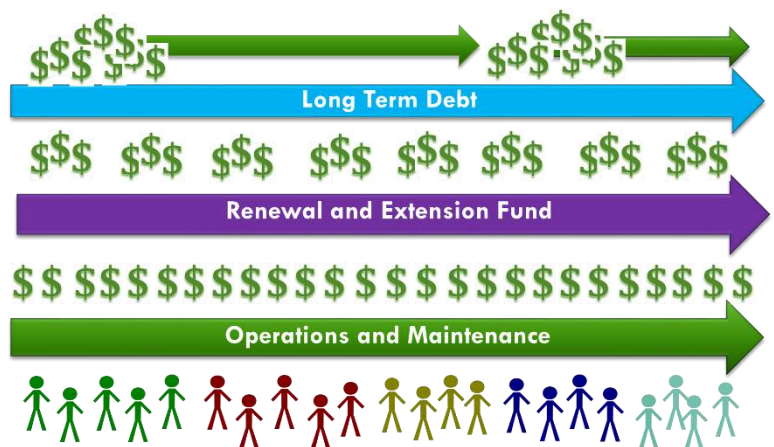 Long Term Debt
Renewal and Extension Fund
Operations and Maintenance